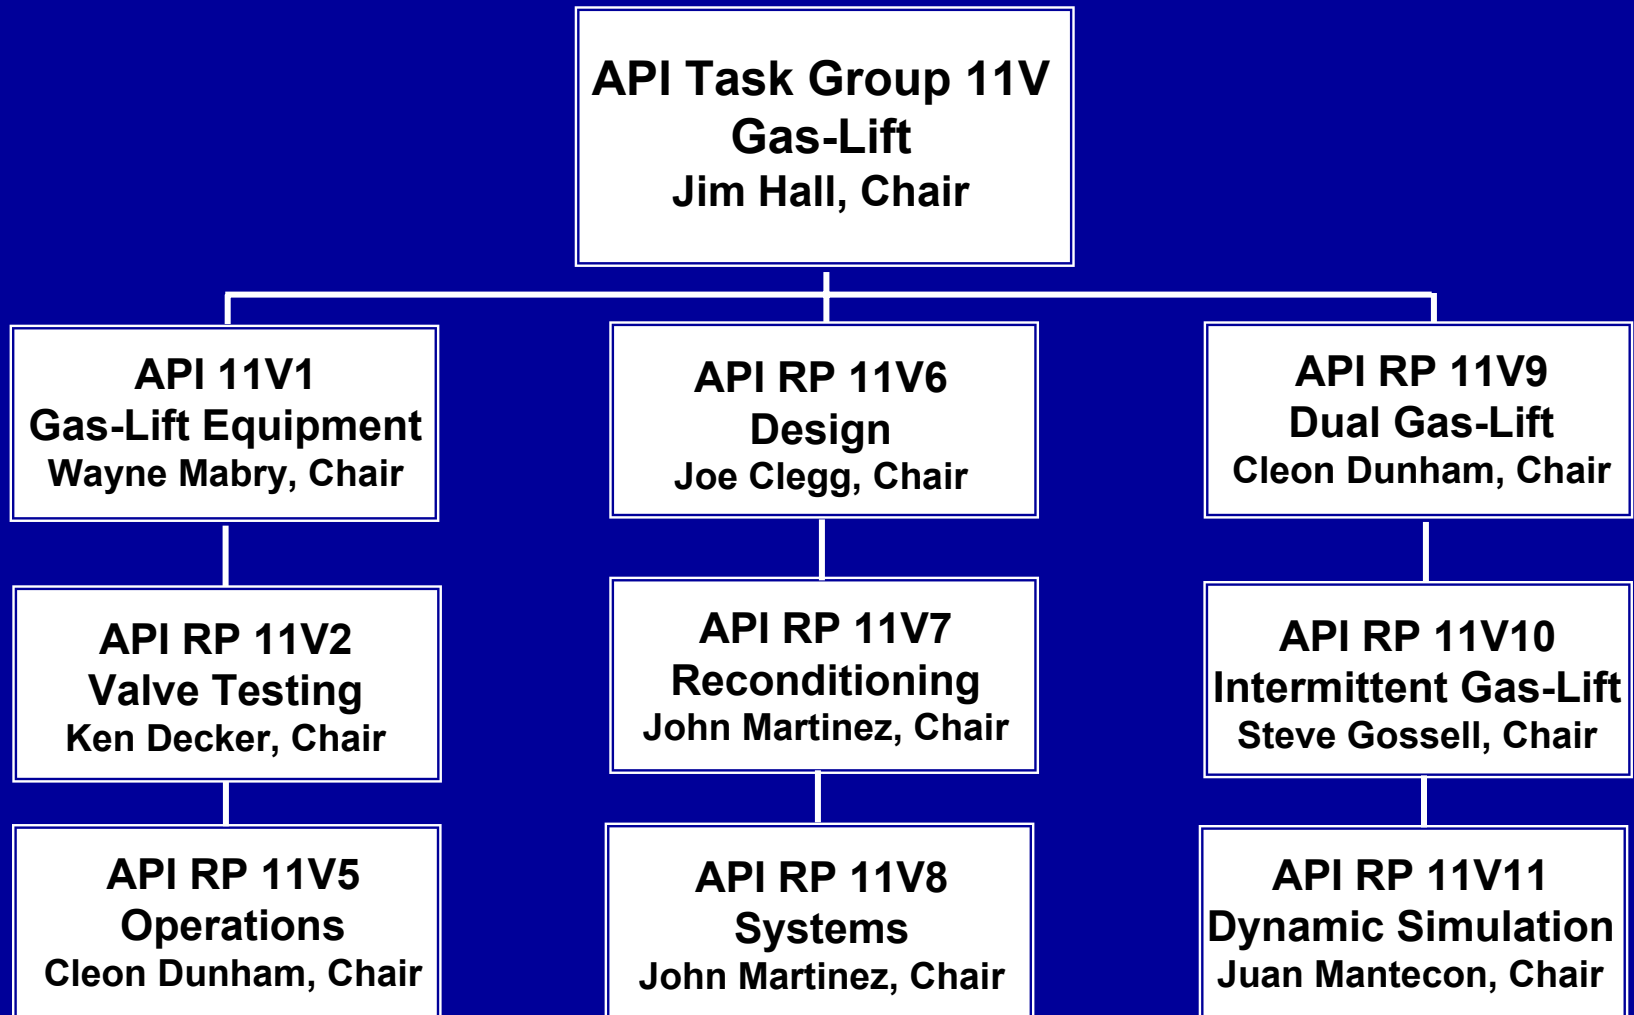 API Task Group 11V
Gas-Lift
Jim Hall, Chair
API 11V1
Gas-Lift Equipment
Wayne Mabry, Chair
API RP 11V6
Design
Joe Clegg, Chair
API RP 11V9
Dual Gas-Lift
Cleon Dunham, Chair
API RP 11V2
Valve Testing
Ken Decker, Chair
API RP 11V7
Reconditioning
John Martinez, Chair
API RP 11V10
Intermittent Gas-Lift
Steve Gossell, Chair
API RP 11V5
Operations
Cleon Dunham, Chair
API RP 11V8
Systems
John Martinez, Chair
API RP 11V11
Dynamic Simulation
Juan Mantecon, Chair